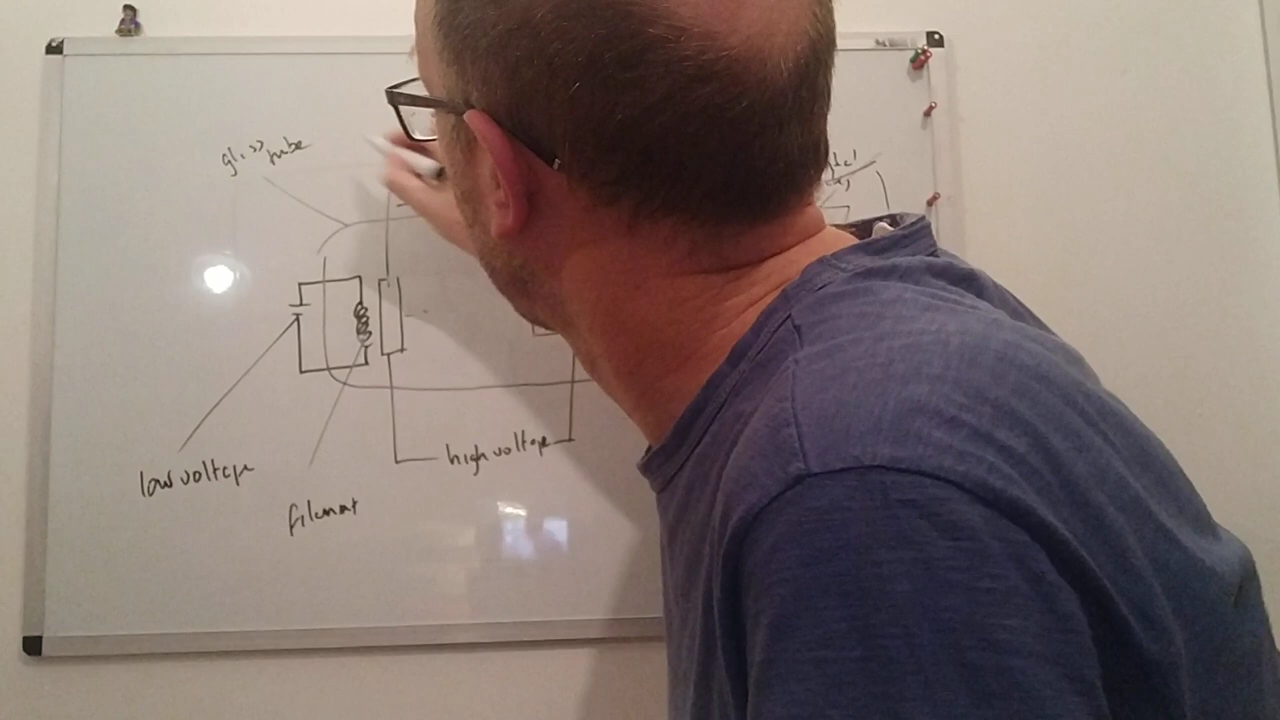 glass tube
low voltage
high voltage
filament